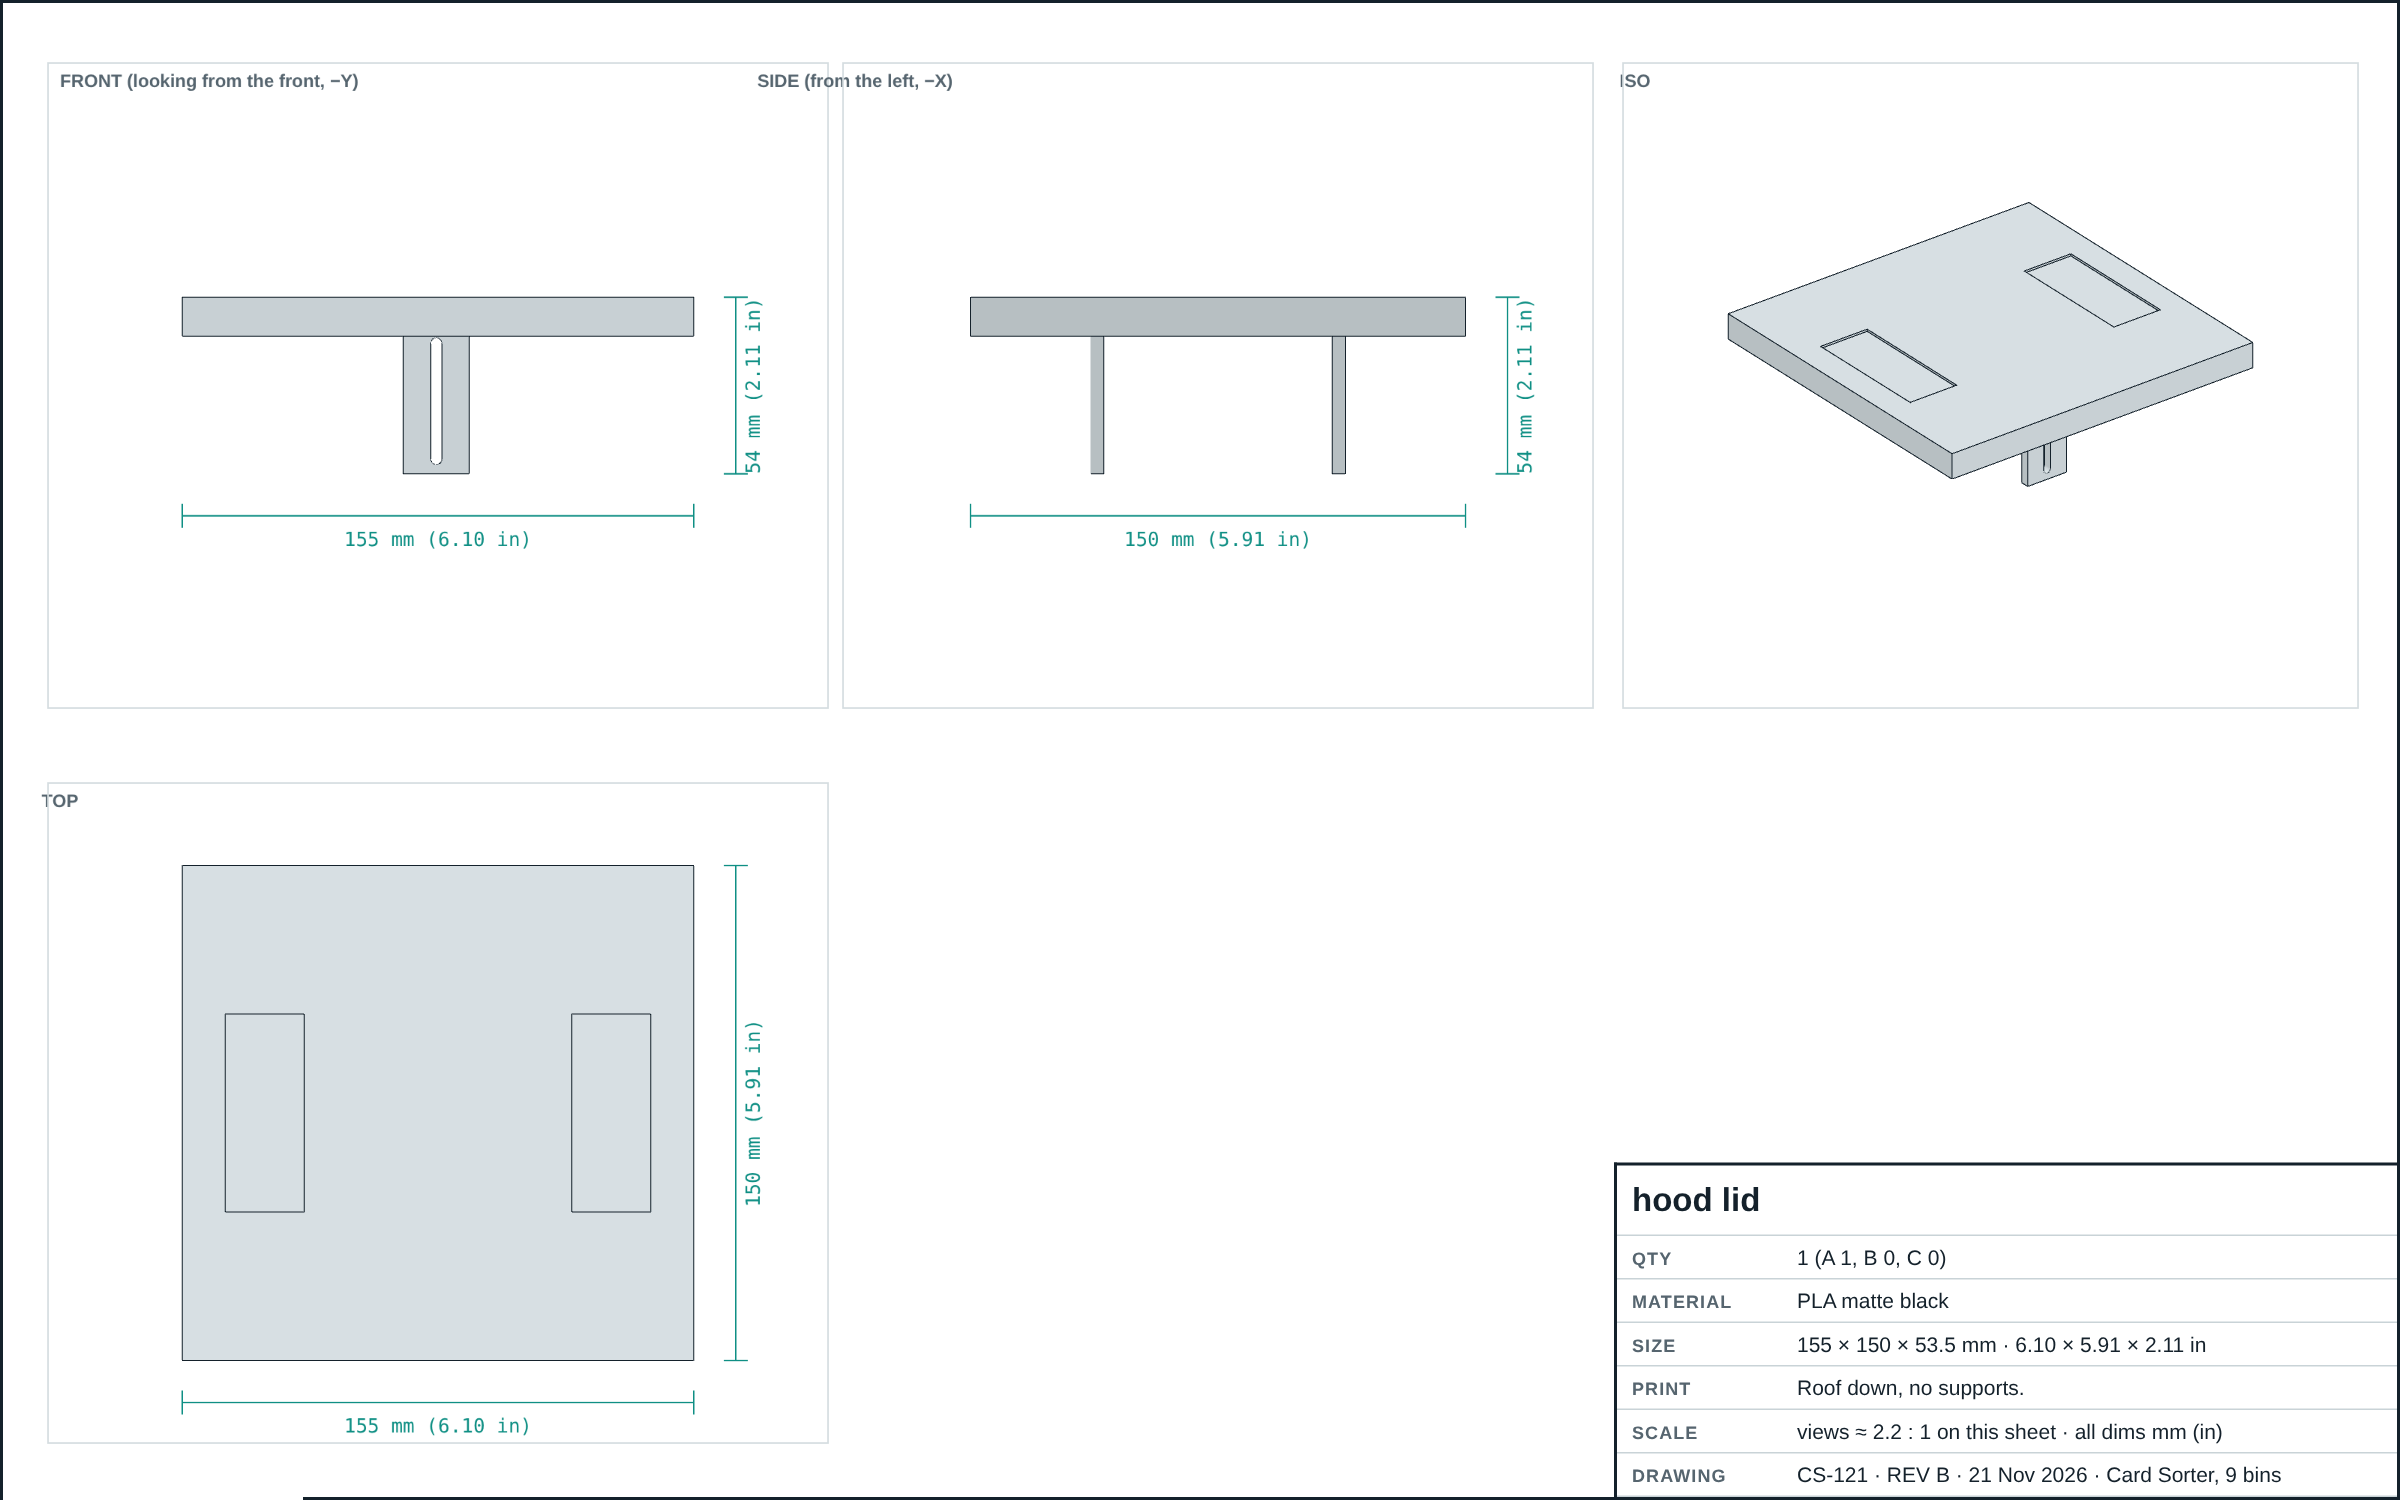 FRONT (looking from the front, −Y)
SIDE (from the left, −X)
ISO
54 mm (2.11 in)
155 mm (6.10 in)
54 mm (2.11 in)
150 mm (5.91 in)
TOP
150 mm (5.91 in)
155 mm (6.10 in)
hood lid
QTY 1 (A 1, B 0, C 0)
MATERIAL PLA matte black
SIZE 155 × 150 × 53.5 mm · 6.10 × 5.91 × 2.11 in
PRINT Roof down, no supports.
SCALE views ≈ 2.2 : 1 on this sheet · all dims mm (in)
DRAWING CS-121 · REV B · 21 Nov 2026 · Card Sorter, 9 bins